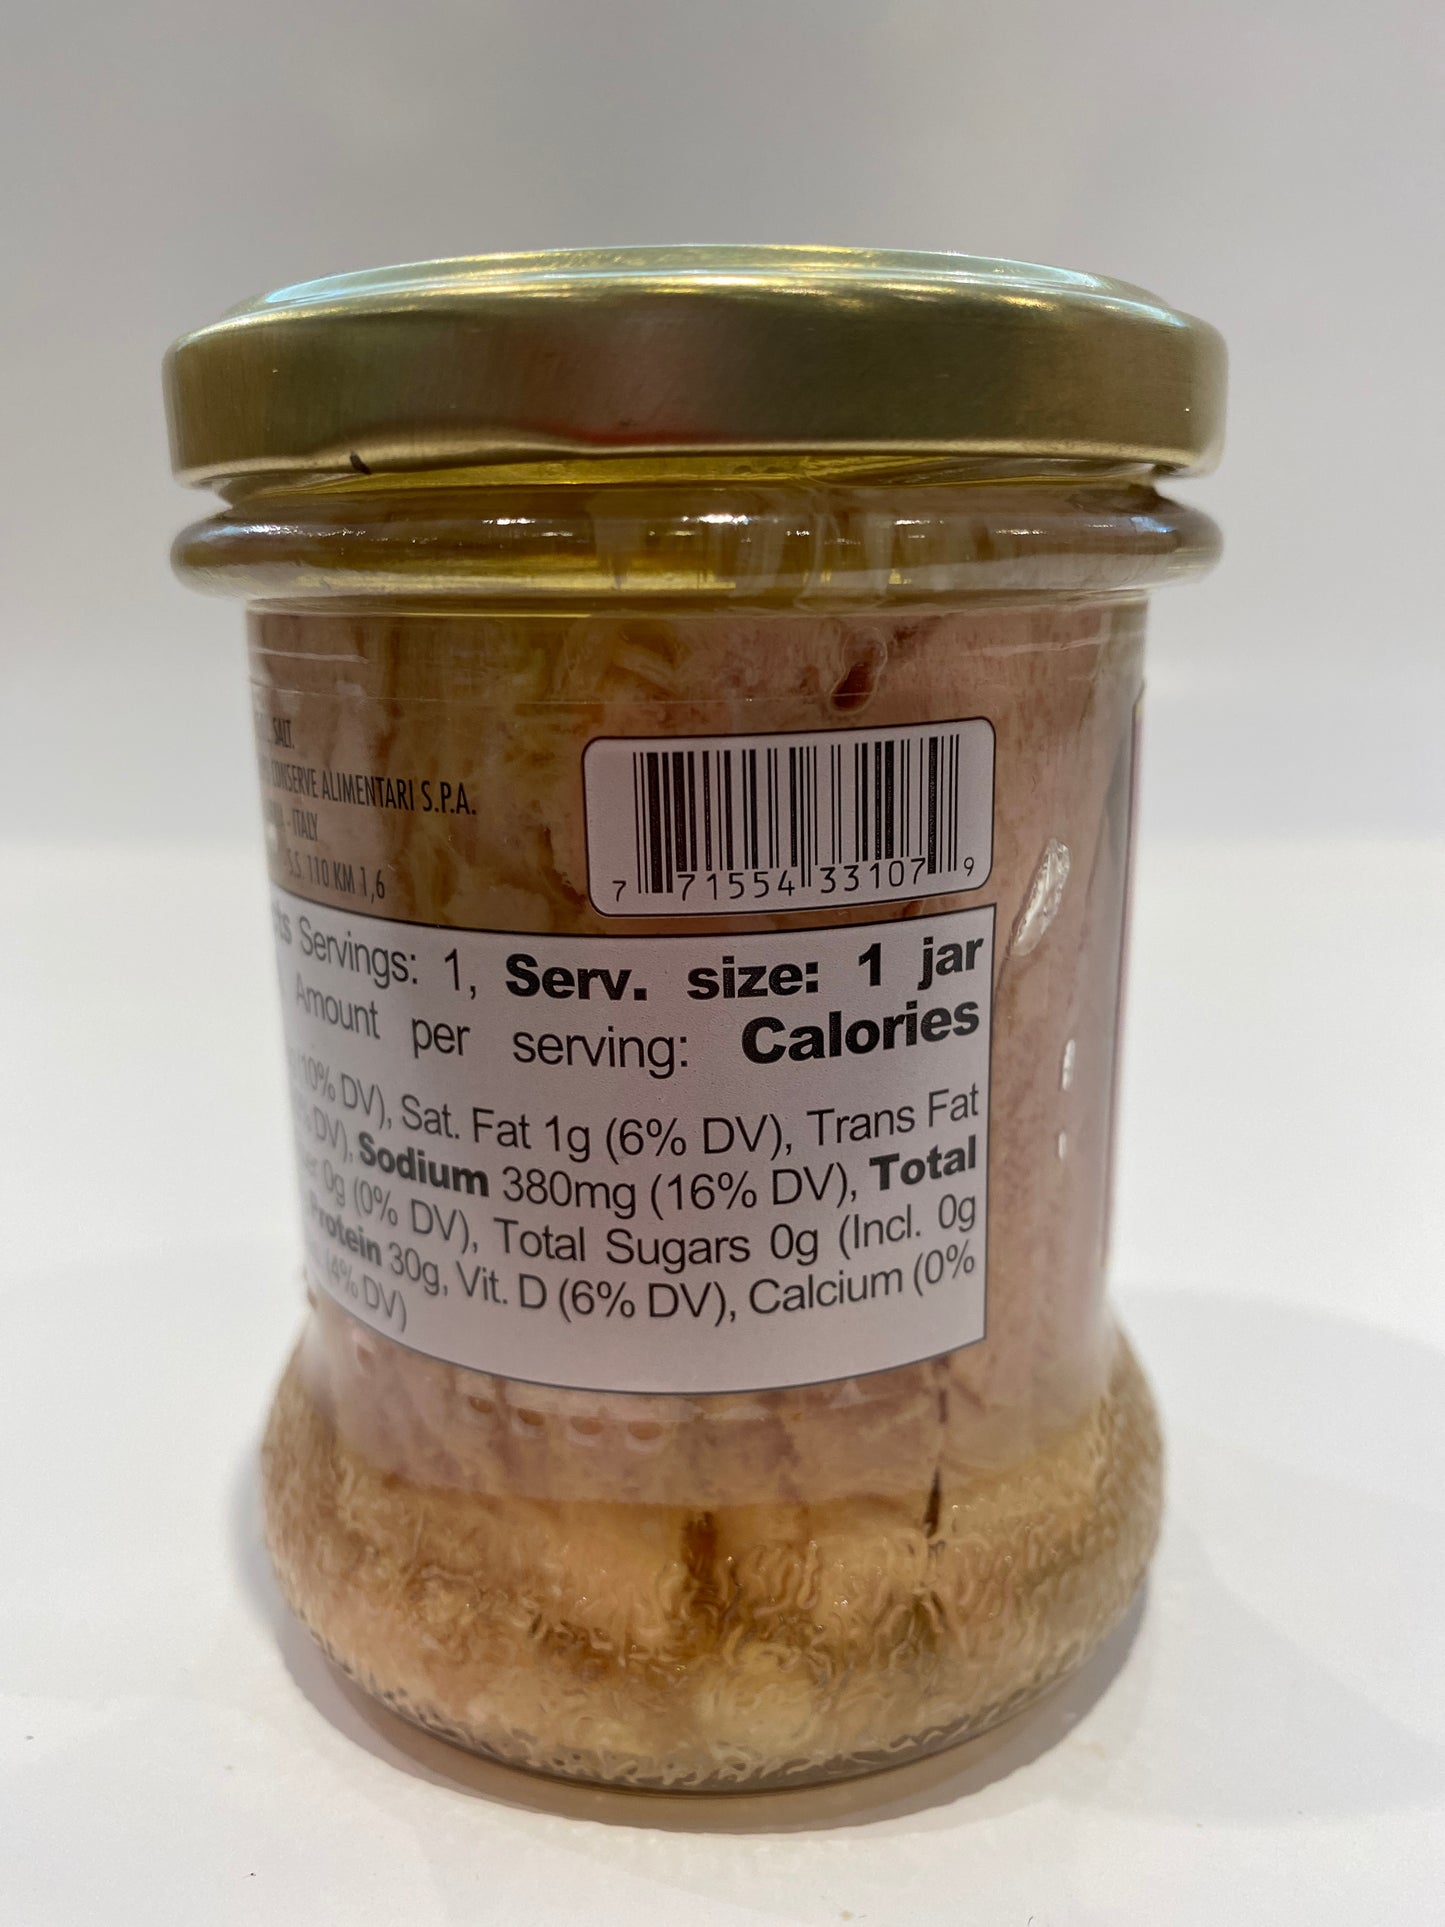 SALT.
CONSERVE ALIMENTARI S.P.A.
- ITALY
S.S. 110 KM 1,6
7 71554 33107 9
Servings: 1, Serv. size: 1 jar
Amount per serving: Calories
(10% DV), Sat. Fat 1g (6% DV), Trans Fat
DV), Sodium 380mg (16% DV), Total
0g (0% DV), Total Sugars 0g (Incl. 0g
Protein 30g, Vit. D (6% DV), Calcium (0%
(4% DV)